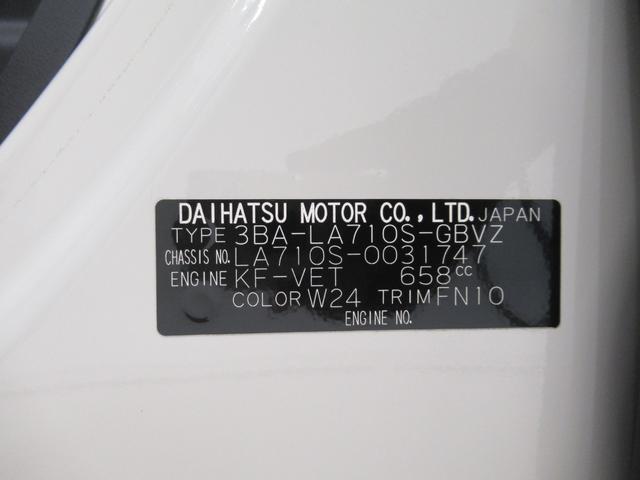 DAIHATSU MOTOR CO.,LTD. JAPAN
TYPE 3BA-LA710S-GBVZ
CHASSIS NO. LA710S-0031747
ENGINE KF-VET 658cc
COLOR W24 TRIM FN10
ENGINE NO.